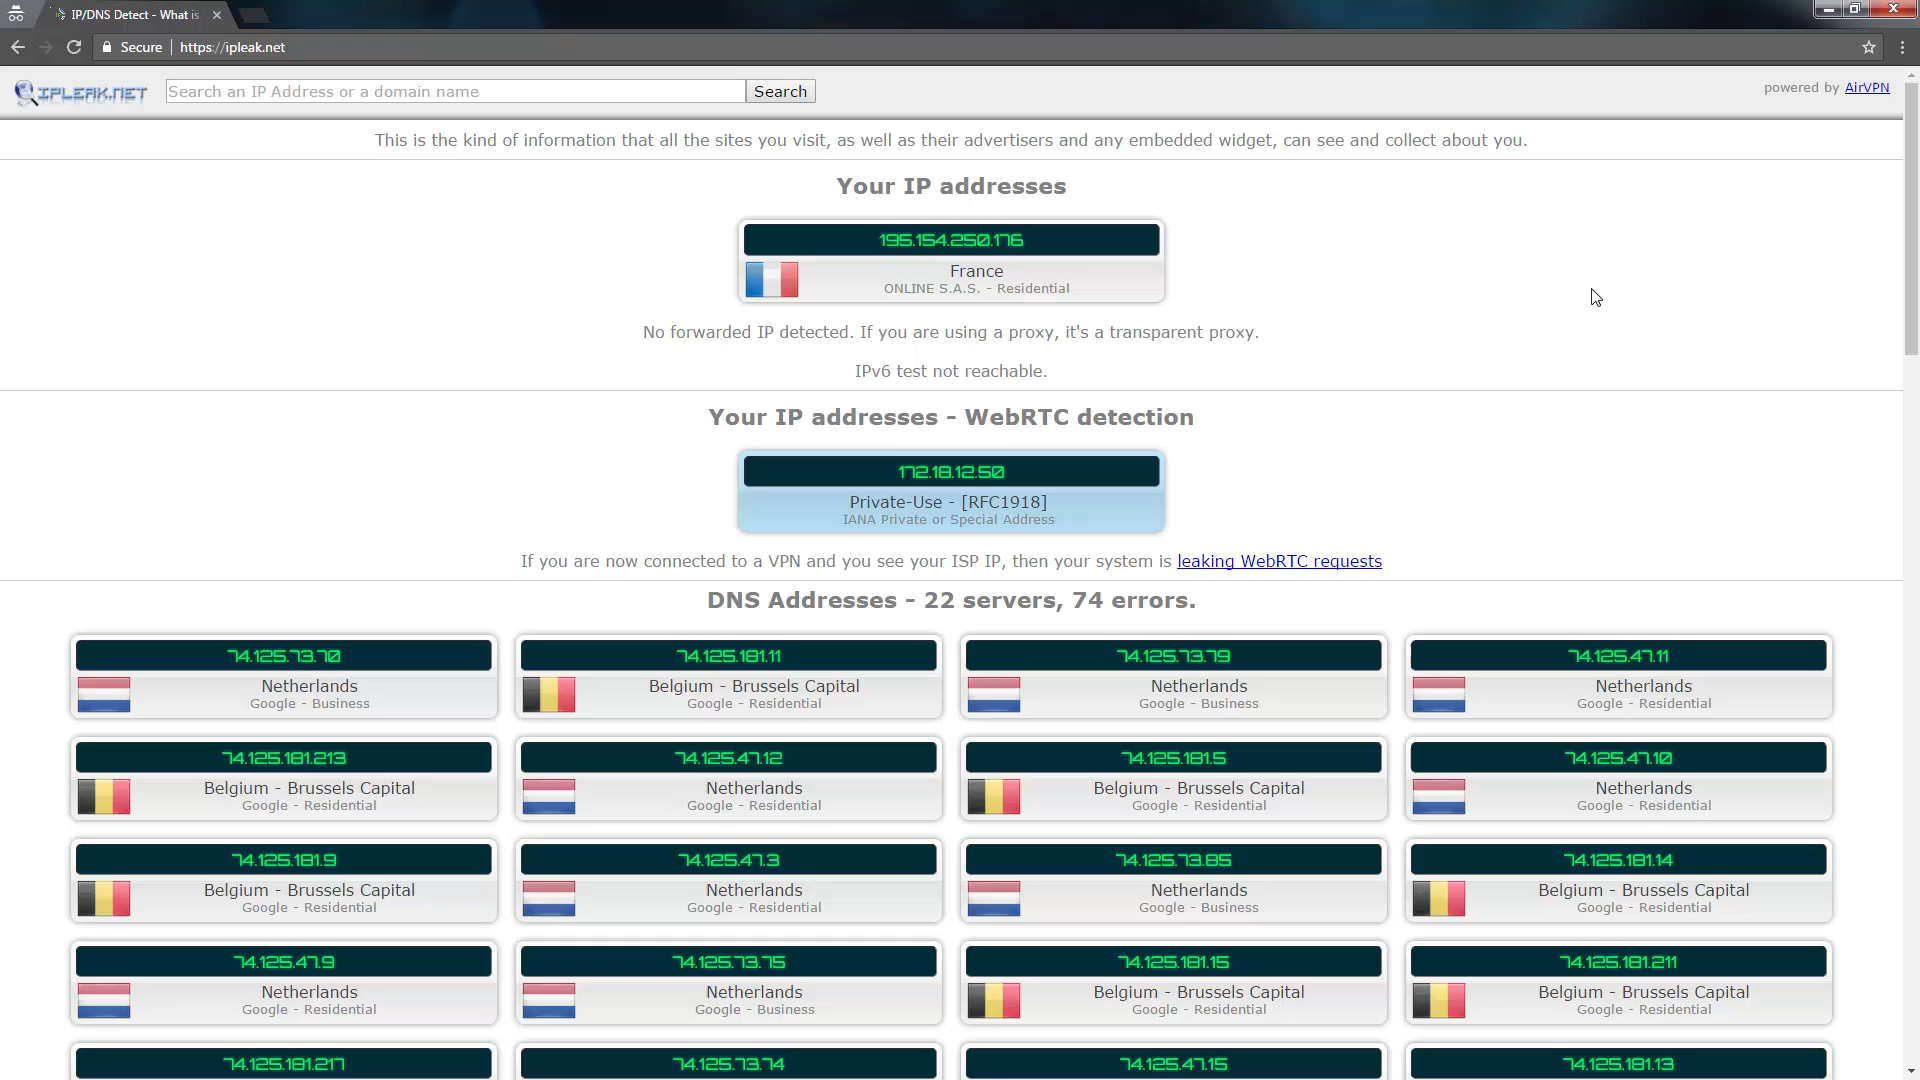 IP/DNS Detect - What is
Secure https://ipleak.net
IPLEAK.NET
Search an IP Address or a domain name
Search
powered by AirVPN
This is the kind of information that all the sites you visit, as well as their advertisers and any embedded widget, can see and collect about you.
Your IP addresses
195.154.250.176
France
ONLINE S.A.S. - Residential
No forwarded IP detected. If you are using a proxy, it's a transparent proxy.
IPv6 test not reachable.
Your IP addresses - WebRTC detection
172.18.12.50
Private-Use - [RFC1918]
IANA Private or Special Address
If you are now connected to a VPN and you see your ISP IP, then your system is leaking WebRTC requests
DNS Addresses - 22 servers, 74 errors.
74.125.73.70
Netherlands
Google - Business
74.125.181.11
Belgium - Brussels Capital
Google - Residential
74.125.73.79
Netherlands
Google - Business
74.125.47.11
Netherlands
Google - Residential
74.125.181.213
Belgium - Brussels Capital
Google - Residential
74.125.47.12
Netherlands
Google - Residential
74.125.181.5
Belgium - Brussels Capital
Google - Residential
74.125.47.10
Netherlands
Google - Residential
74.125.181.9
Belgium - Brussels Capital
Google - Residential
74.125.47.3
Netherlands
Google - Residential
74.125.73.85
Netherlands
Google - Business
74.125.181.14
Belgium - Brussels Capital
Google - Residential
74.125.47.9
Netherlands
Google - Residential
74.125.73.75
Netherlands
Google - Business
74.125.181.15
Belgium - Brussels Capital
Google - Residential
74.125.181.211
Belgium - Brussels Capital
Google - Residential
74.125.181.217
74.125.73.74
74.125.47.15
74.125.181.13